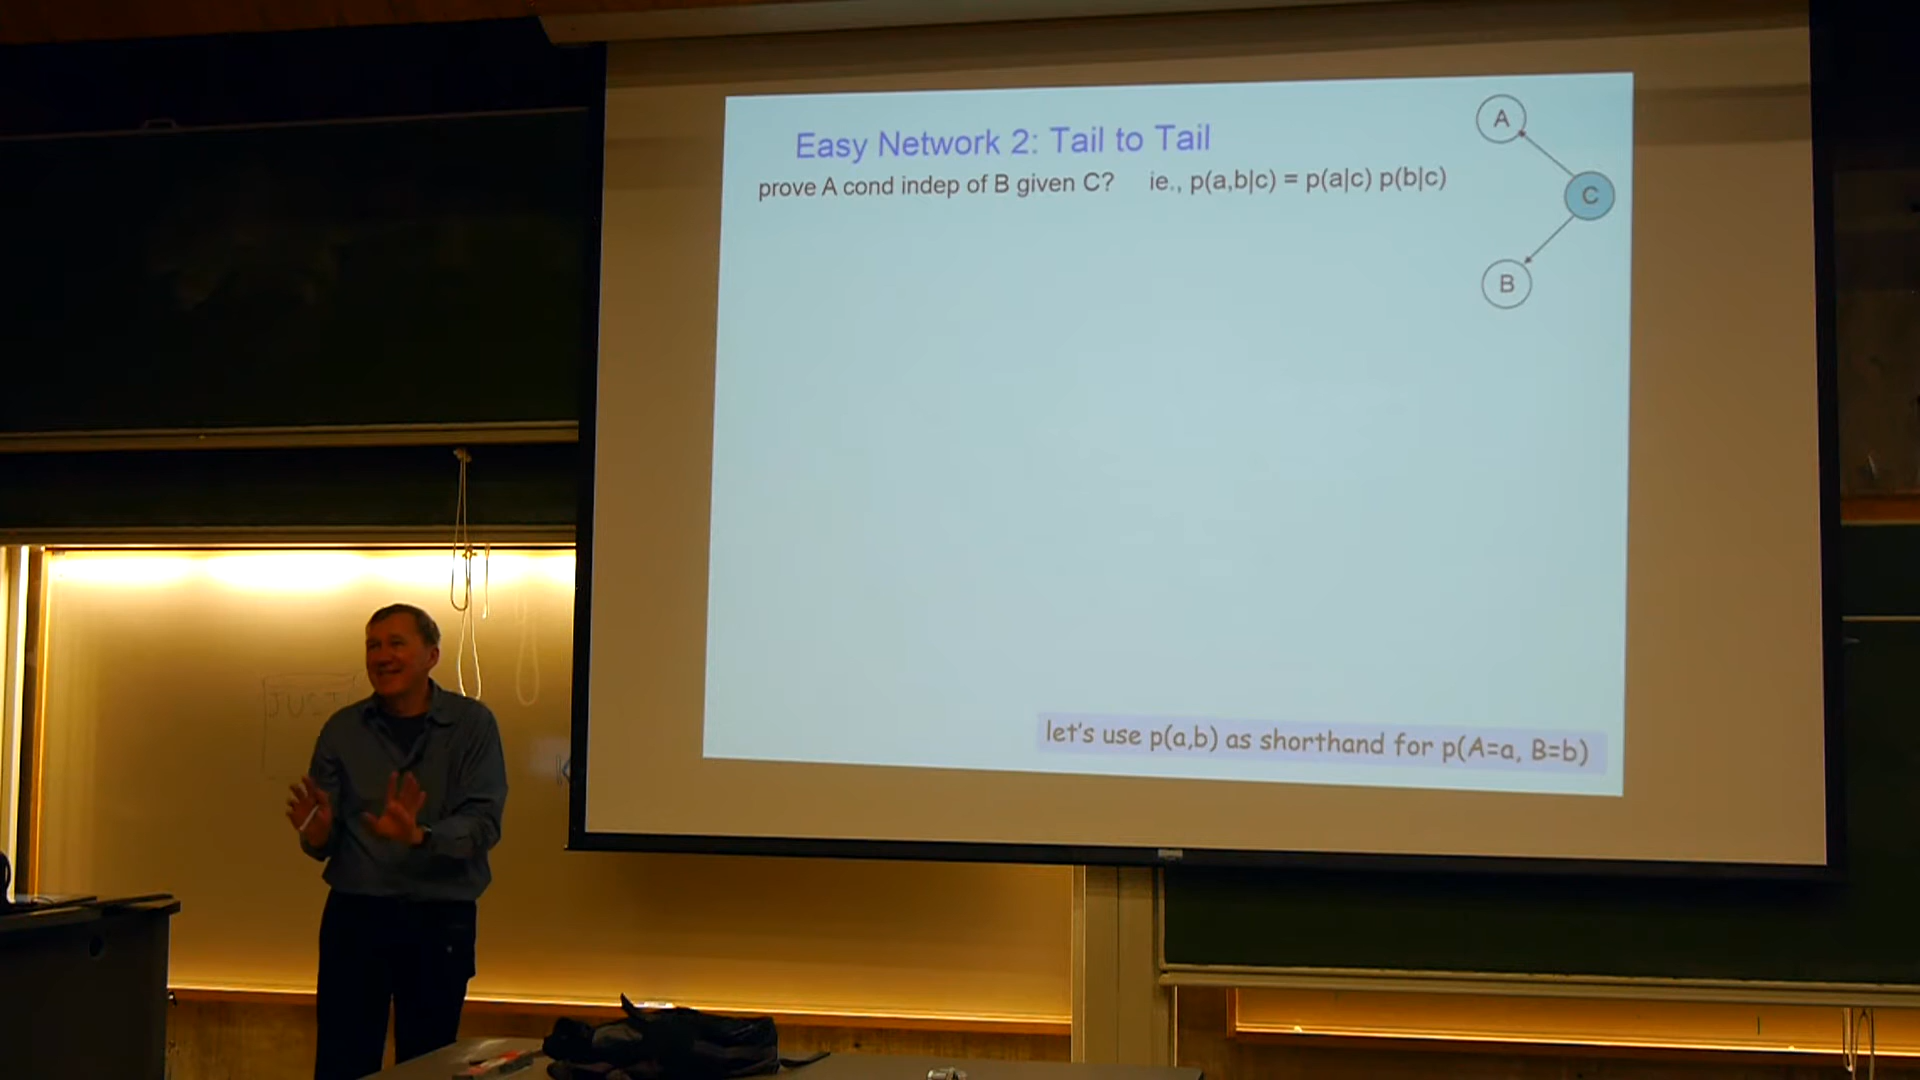 Easy Network 2: Tail to Tail
prove A cond indep of B given C? ie., p(a,b|c) = p(a|c) p(b|c)
A
C
B
let's use p(a,b) as shorthand for p(A=a, B=b)